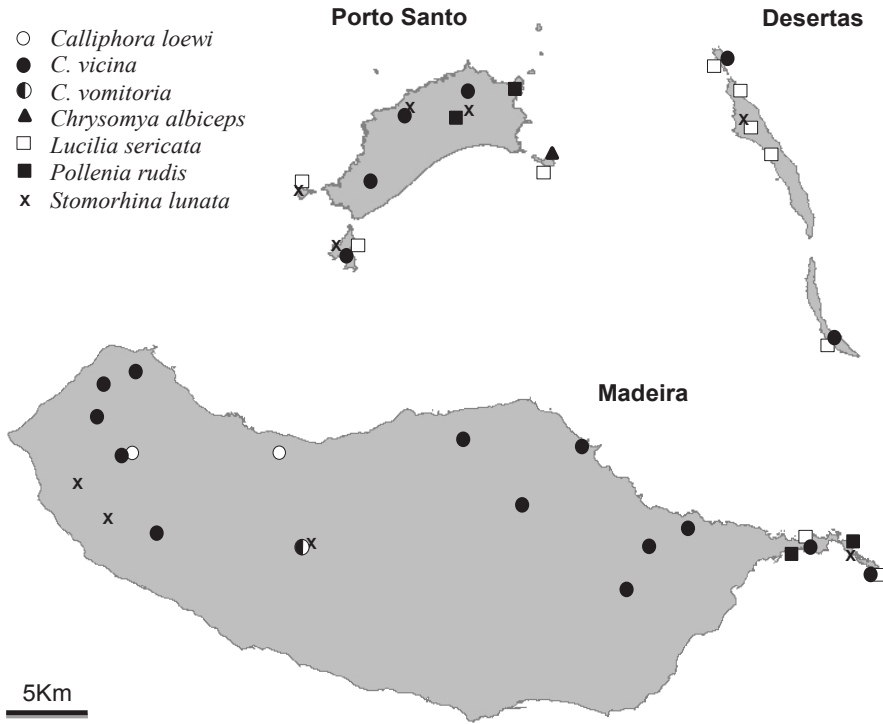 Porto Santo
Desertas
Calliphora loewi
C. vicina
C. vomitoria
Chrysomya albiceps
Lucilia sericata
Pollenia rudis
x Stomorhina lunata
Madeira
5Km